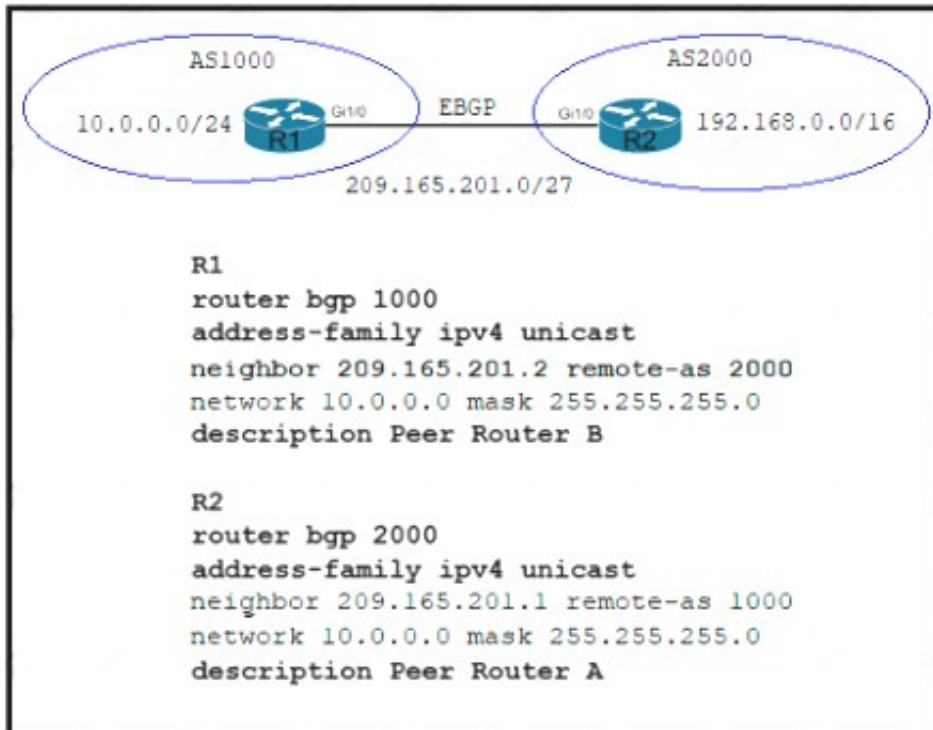 AS1000
AS2000
10.0.0.0/24
R1
Gi1/0
EBGP
Gi1/0
R2
192.168.0.0/16
209.165.201.0/27
R1
router bgp 1000
address-family ipv4 unicast
neighbor 209.165.201.2 remote-as 2000
network 10.0.0.0 mask 255.255.255.0
description Peer Router B
R2
router bgp 2000
address-family ipv4 unicast
neighbor 209.165.201.1 remote-as 1000
network 10.0.0.0 mask 255.255.255.0
description Peer Router A